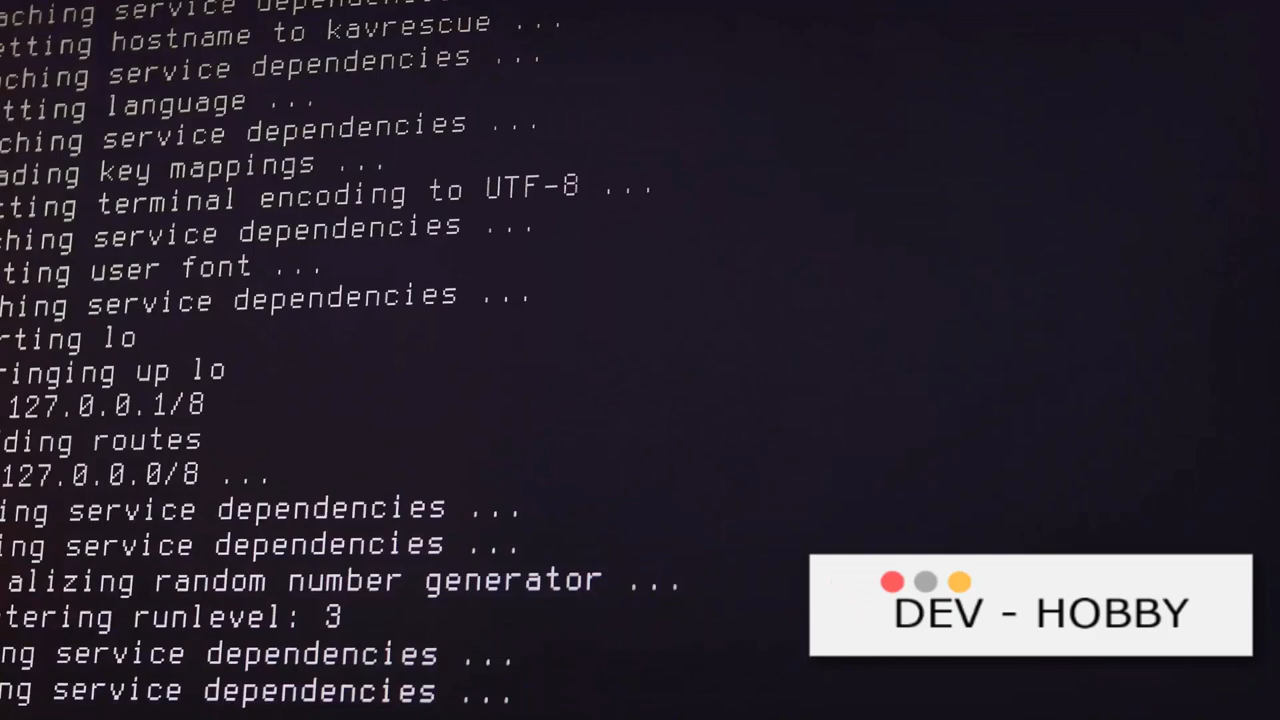 aching service
etting hostname to kavrescue ...
aching service dependencies ...
tting language ...
ching service dependencies ...
ading key mappings ...
tting terminal encoding to UTF-8 ...
ching service dependencies ...
ting user font ...
hing service dependencies ...
rting lo
ringing up lo
127.0.0.1/8
ding routes
127.0.0.0/8 ...
ing service dependencies ...
ing service dependencies ...
alizing random number generator ...
tering runlevel: 3
ng service dependencies ...
ng service dependencies ...
DEV - HOBBY